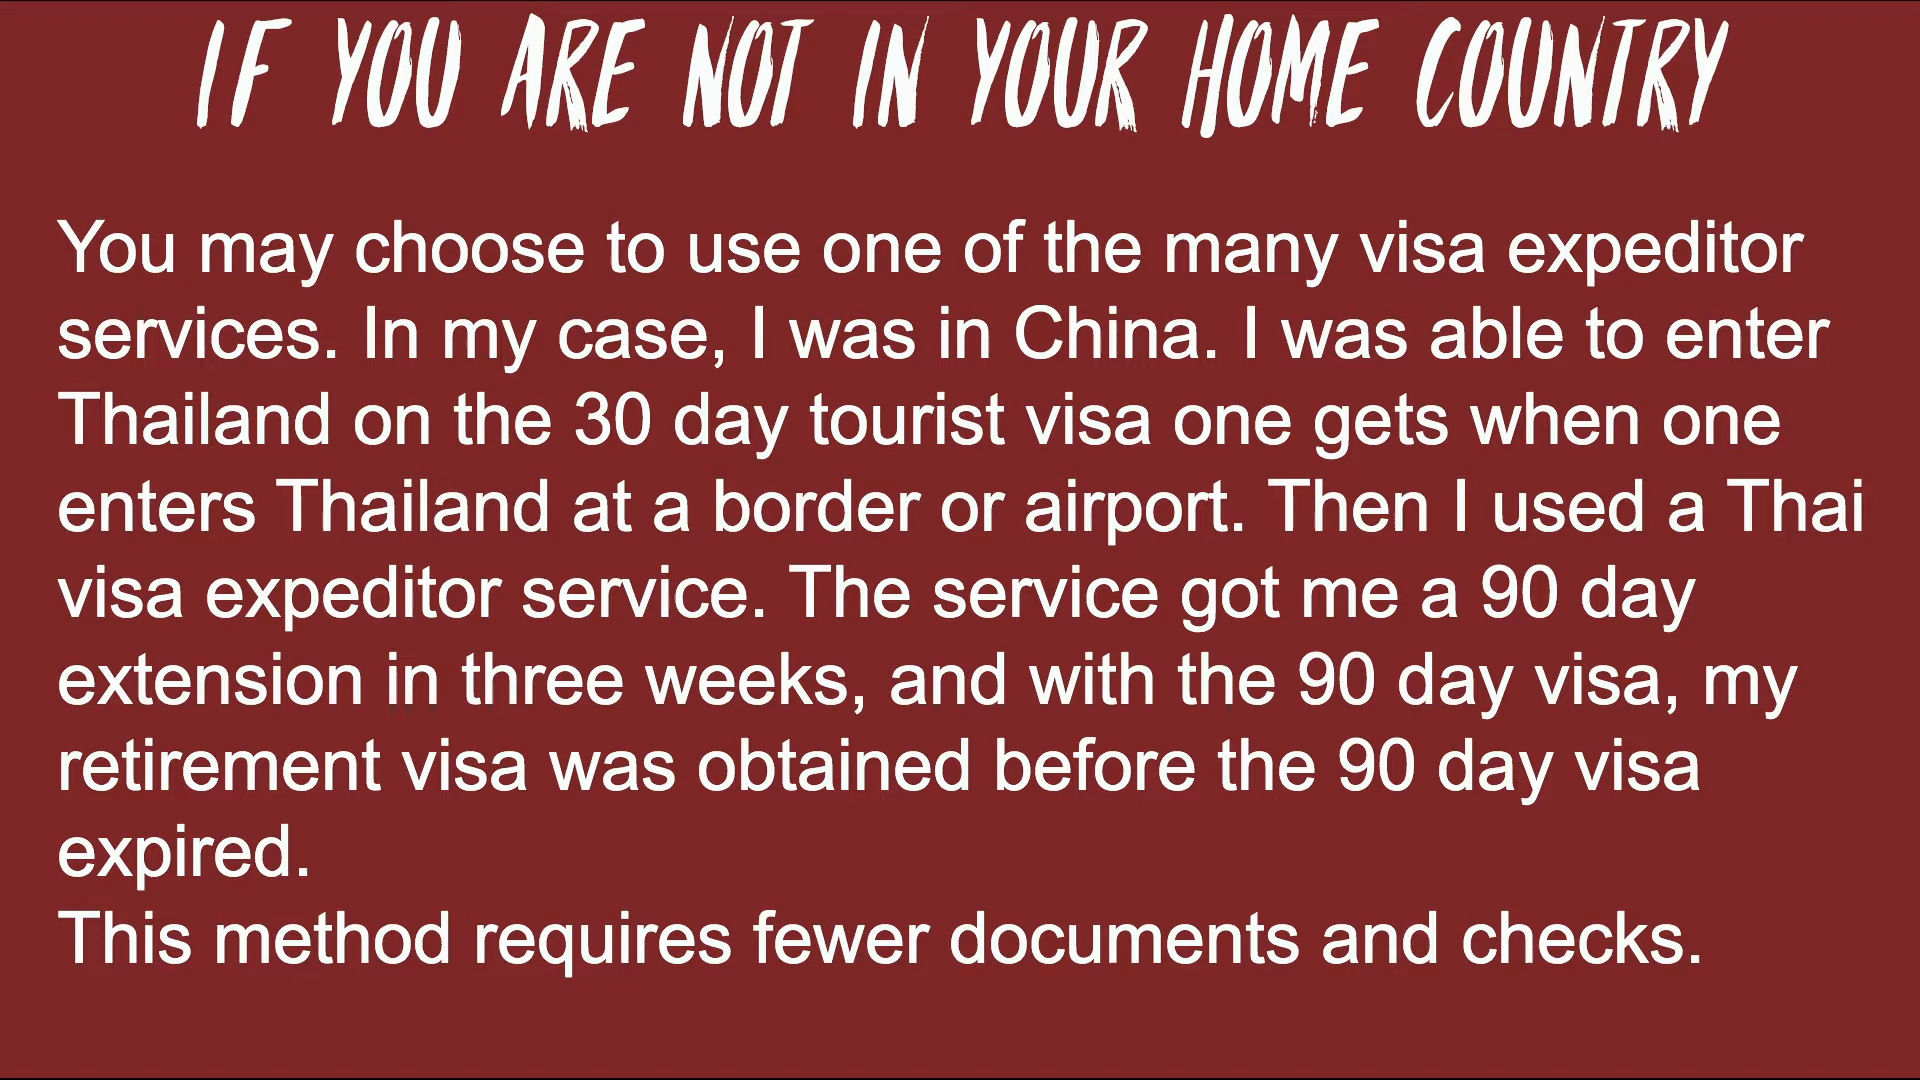 IF YOU ARE NOT IN YOUR HOME COUNTRY
You may choose to use one of the many visa expeditor
services. In my case, I was in China. I was able to enter
Thailand on the 30 day tourist visa one gets when one
enters Thailand at a border or airport. Then I used a Thai
visa expeditor service. The service got me a 90 day
extension in three weeks, and with the 90 day visa, my
retirement visa was obtained before the 90 day visa
expired.
This method requires fewer documents and checks.